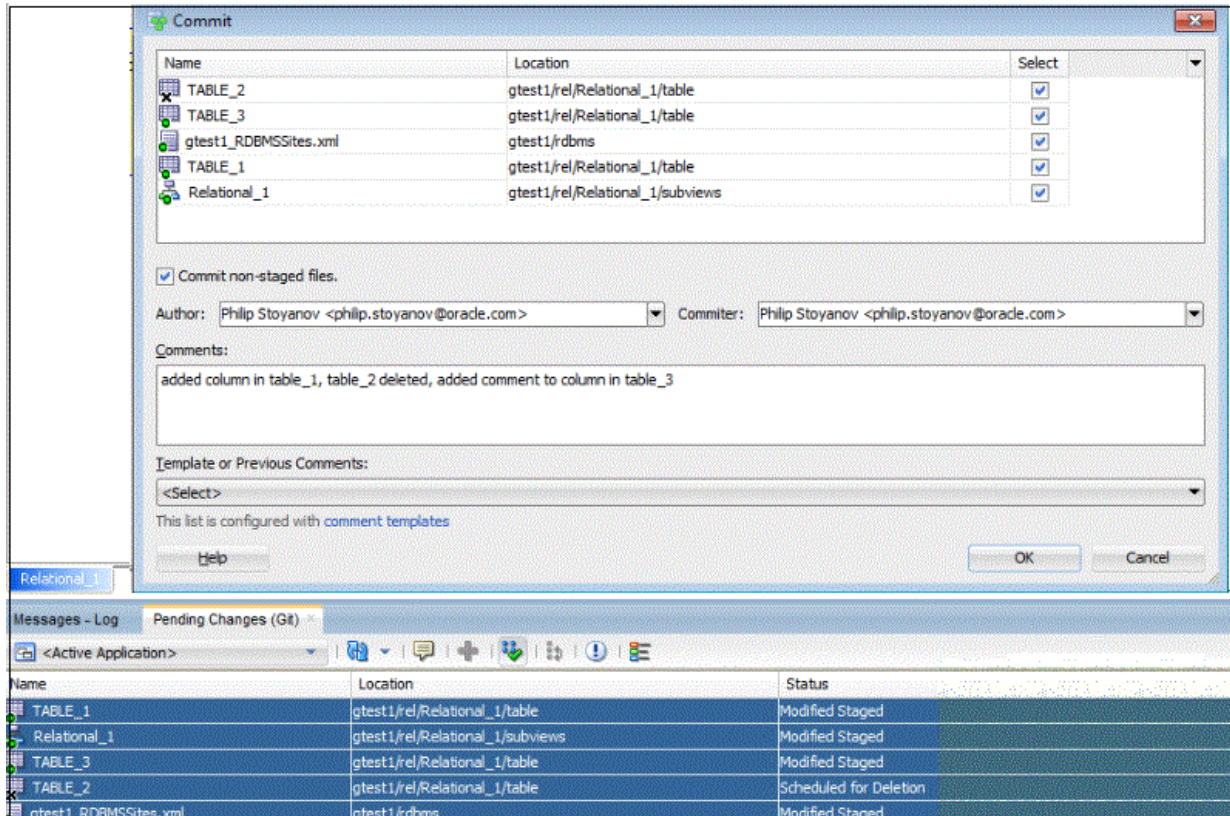 Commit
Name Location Select
TABLE_2 gtest1/rel/Relational_1/table
TABLE_3 gtest1/rel/Relational_1/table
gtest1_RDBMSSites.xml gtest1/rdbms
TABLE_1 gtest1/rel/Relational_1/table
Relational_1 gtest1/rel/Relational_1/subviews
Commit non-staged files.
Author: Philip Stoyanov <philip.stoyanov@oracle.com> Commiter: Philip Stoyanov <philip.stoyanov@oracle.com>
Comments:
added column in table_1, table_2 deleted, added comment to column in table_3
Template or Previous Comments:
<Select>
This list is configured with comment templates
Help OK Cancel
Relational_1
Messages - Log Pending Changes (Git)
<Active Application>
Name Location Status
TABLE_1 gtest1/rel/Relational_1/table Modified Staged
Relational_1 gtest1/rel/Relational_1/subviews Modified Staged
TABLE_3 gtest1/rel/Relational_1/table Modified Staged
TABLE_2 gtest1/rel/Relational_1/table Scheduled for Deletion
gtest1_RDBMSSites.xml gtest1/rdbms Modified Staged